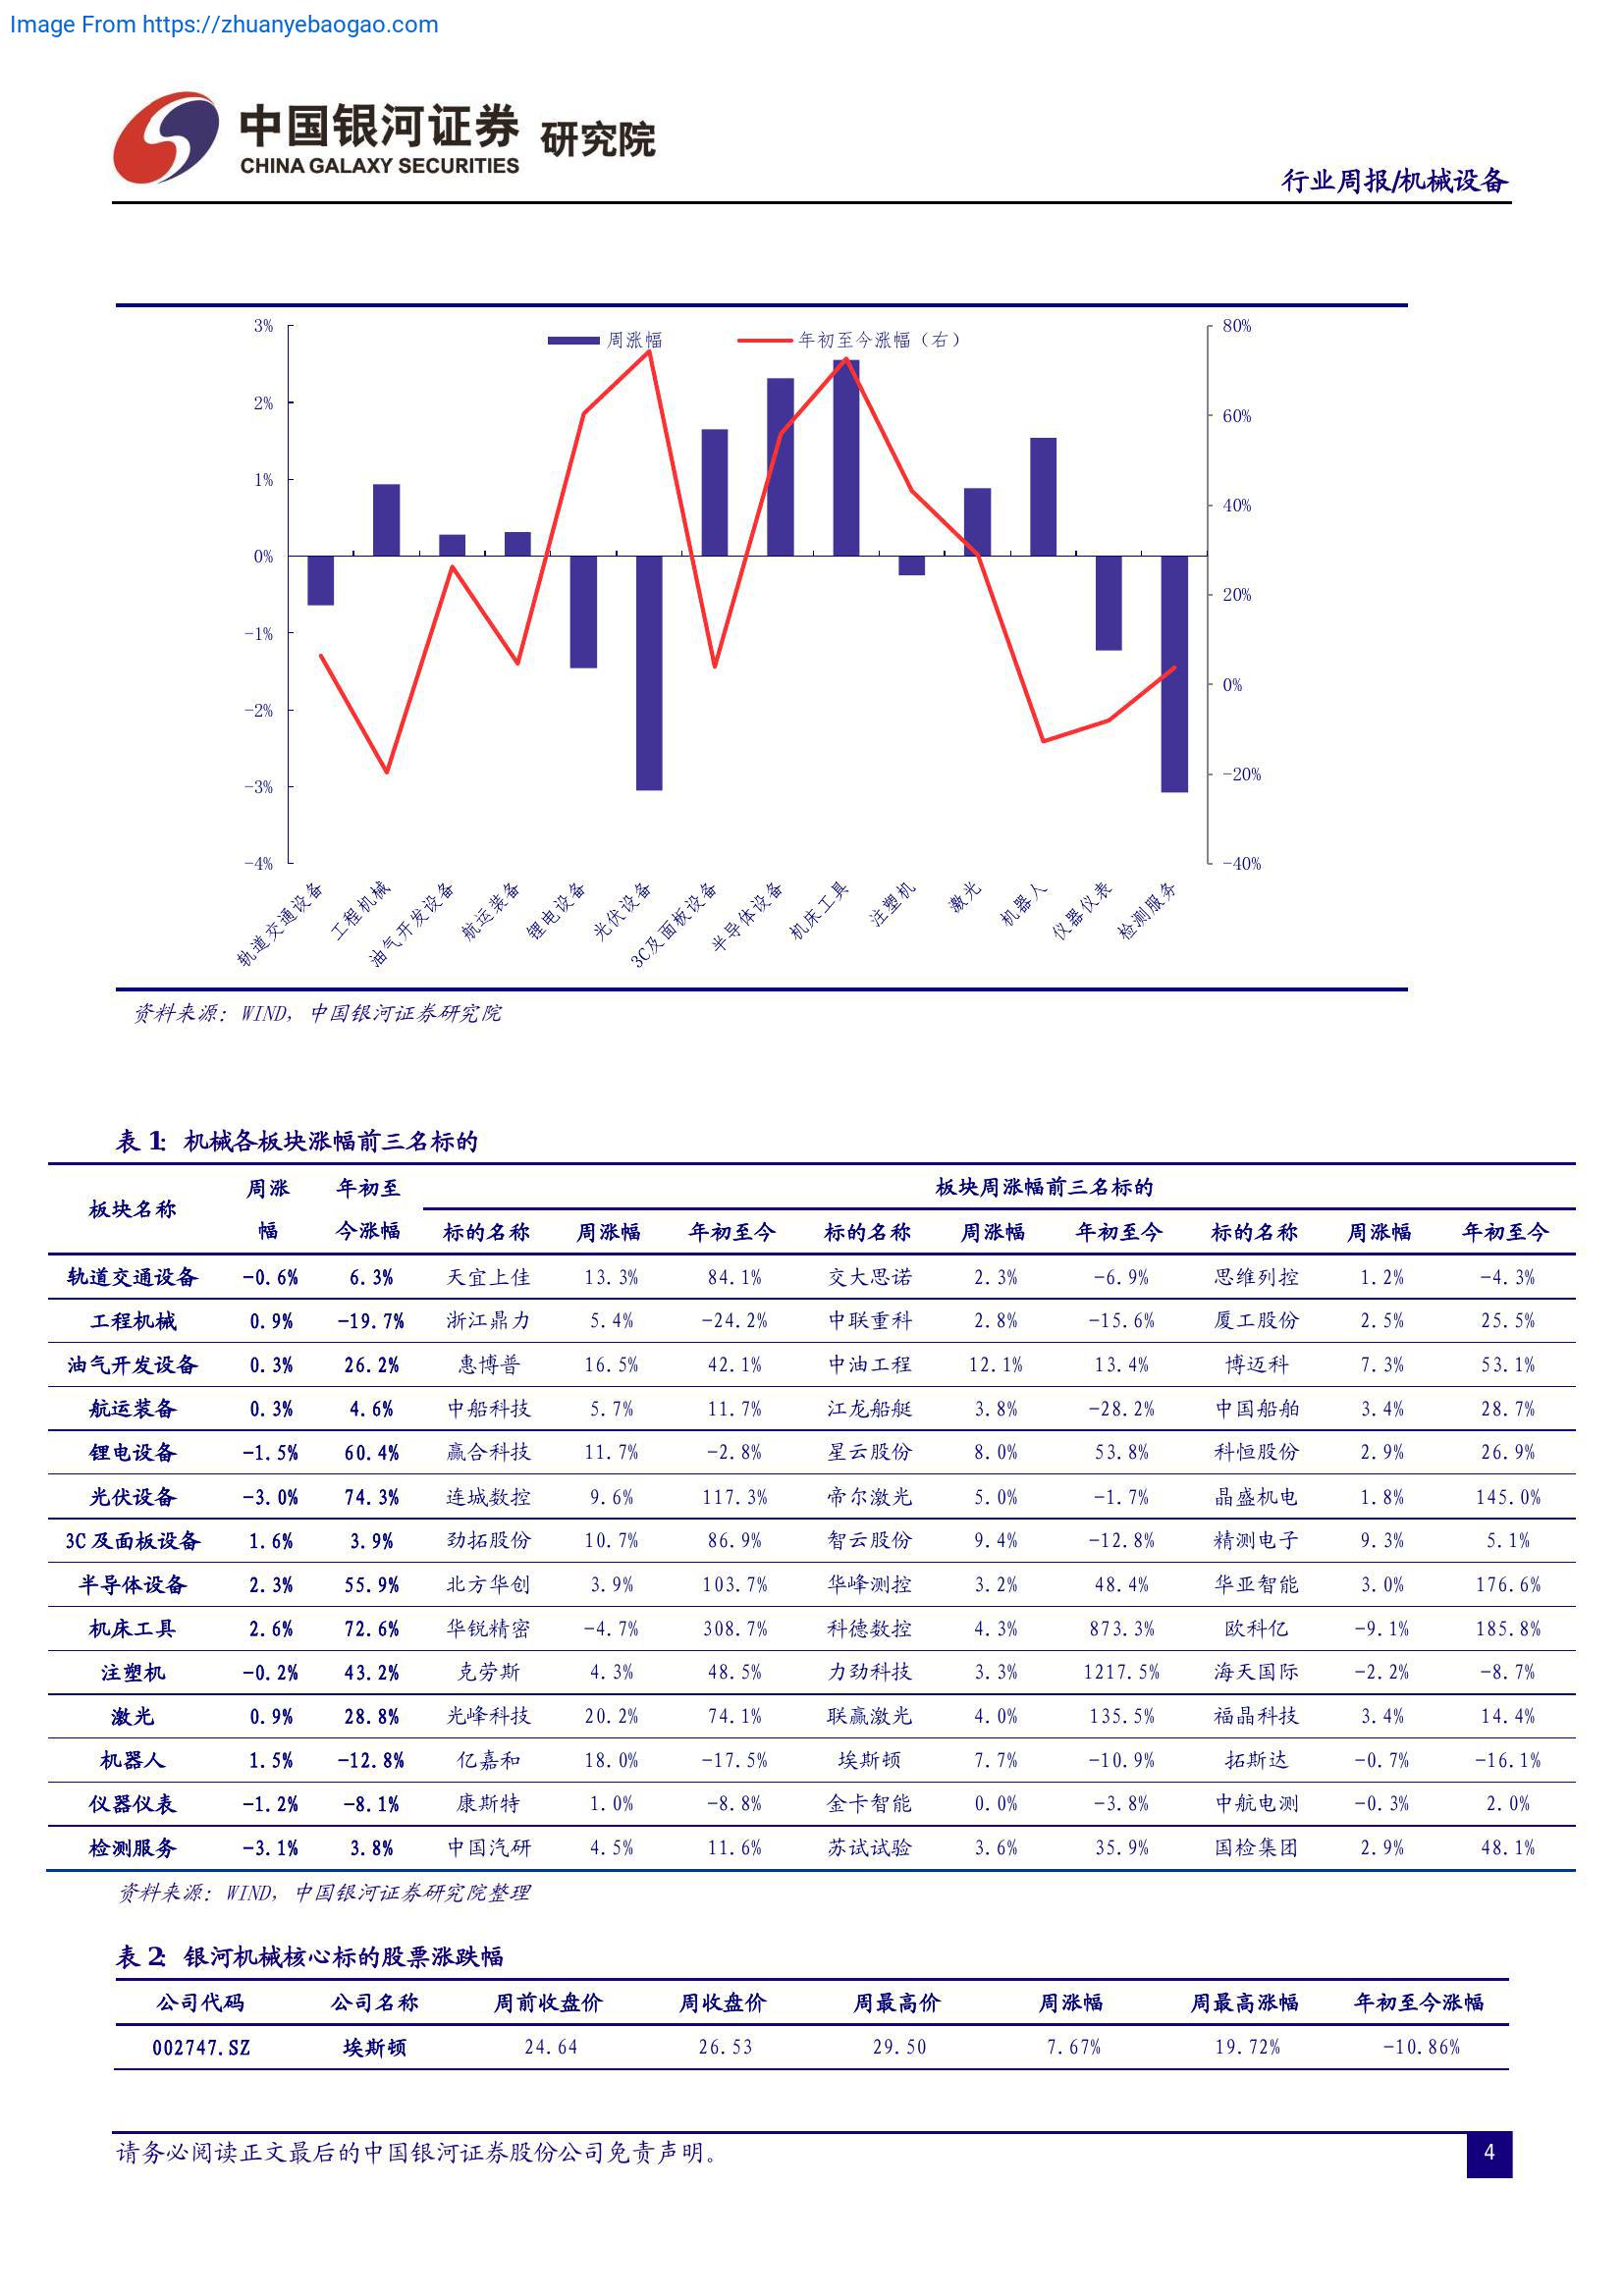 Image From https://zhuanyebaogao.com
中国银河证券 研究院
CHINA GALAXY SECURITIES
行业周报/机械设备
周涨幅 年初至今涨幅（右）
3% 80%
2% 60%
1% 40%
0% 20%
-1% 0%
-2% -20%
-3% -40%
-4%
轨道交通设备 工程机械 油气开发设备 航运装备 锂电设备 光伏设备 3C及面板设备 半导体设备 机床工具 注塑机 激光 机器人 仪器仪表 检测服务
资料来源：WIND，中国银河证券研究院
表 1: 机械各板块涨幅前三名标的
板块名称 周涨幅 年初至今涨幅 板块周涨幅前三名标的
标的名称 周涨幅 年初至今 标的名称 周涨幅 年初至今 标的名称 周涨幅 年初至今
轨道交通设备 -0.6% 6.3% 天宜上佳 13.3% 84.1% 交大思诺 2.3% -6.9% 思维列控 1.2% -4.3%
工程机械 0.9% -19.7% 浙江鼎力 5.4% -24.2% 中联重科 2.8% -15.6% 厦工股份 2.5% 25.5%
油气开发设备 0.3% 26.2% 惠博普 16.5% 42.1% 中油工程 12.1% 13.4% 博迈科 7.3% 53.1%
航运装备 0.3% 4.6% 中船科技 5.7% 11.7% 江龙船艇 3.8% -28.2% 中国船舶 3.4% 28.7%
锂电设备 -1.5% 60.4% 赢合科技 11.7% -2.8% 星云股份 8.0% 53.8% 科恒股份 2.9% 26.9%
光伏设备 -3.0% 74.3% 连城数控 9.6% 117.3% 帝尔激光 5.0% -1.7% 晶盛机电 1.8% 145.0%
3C 及面板设备 1.6% 3.9% 劲拓股份 10.7% 86.9% 智云股份 9.4% -12.8% 精测电子 9.3% 5.1%
半导体设备 2.3% 55.9% 北方华创 3.9% 103.7% 华峰测控 3.2% 48.4% 华亚智能 3.0% 176.6%
机床工具 2.6% 72.6% 华锐精密 -4.7% 308.7% 科德数控 4.3% 873.3% 欧科亿 -9.1% 185.8%
注塑机 -0.2% 43.2% 克劳斯 4.3% 48.5% 力劲科技 3.3% 1217.5% 海天国际 -2.2% -8.7%
激光 0.9% 28.8% 光峰科技 20.2% 74.1% 联赢激光 4.0% 135.5% 福晶科技 3.4% 14.4%
机器人 1.5% -12.8% 亿嘉和 18.0% -17.5% 埃斯顿 7.7% -10.9% 拓斯达 -0.7% -16.1%
仪器仪表 -1.2% -8.1% 康斯特 1.0% -8.8% 金卡智能 0.0% -3.8% 中航电测 -0.3% 2.0%
检测服务 -3.1% 3.8% 中国汽研 4.5% 11.6% 苏试试验 3.6% 35.9% 国检集团 2.9% 48.1%
资料来源：WIND，中国银河证券研究院整理
表 2: 银河机械核心标的股票涨跌幅
公司代码 公司名称 周前收盘价 周收盘价 周最高价 周涨幅 周最高涨幅 年初至今涨幅
002747.SZ 埃斯顿 24.64 26.53 29.50 7.67% 19.72% -10.86%
请务必阅读正文最后的中国银河证券股份公司免责声明。
4